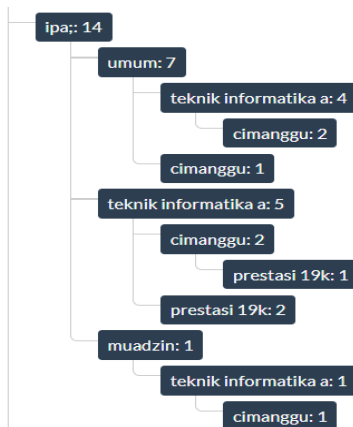 ipa;: 14
umum: 7
teknik informatika a: 4
cimanggu: 2
cimanggu: 1
teknik informatika a: 5
cimanggu: 2
prestasi 19k: 1
prestasi 19k: 2
muadzin: 1
teknik informatika a: 1
cimanggu: 1